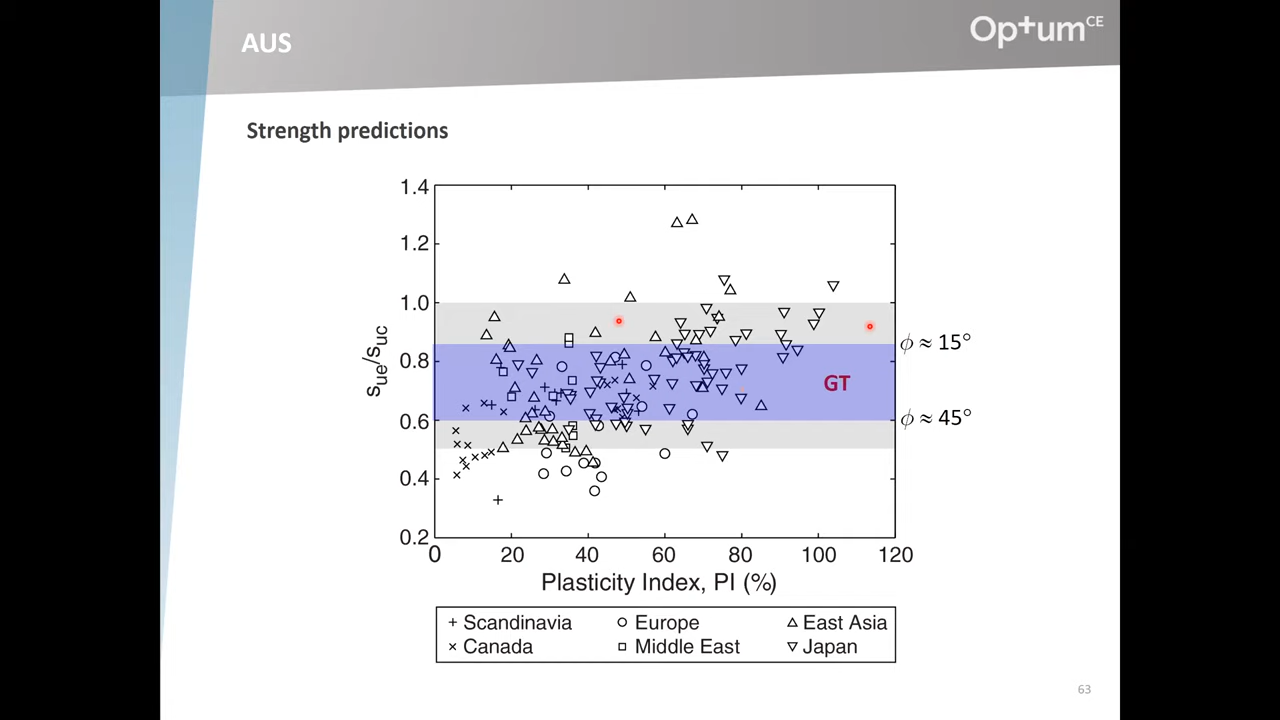 AUS
Op+umCE
Strength predictions
1.4
1.2
1.0
0.8
0.6
0.4
0.2
sue/suc
0 20 40 60 80 100 120
Plasticity Index, PI (%)
ϕ ≈ 15°
GT
ϕ ≈ 45°
+ Scandinavia ○ Europe △ East Asia
× Canada □ Middle East ▽ Japan
63